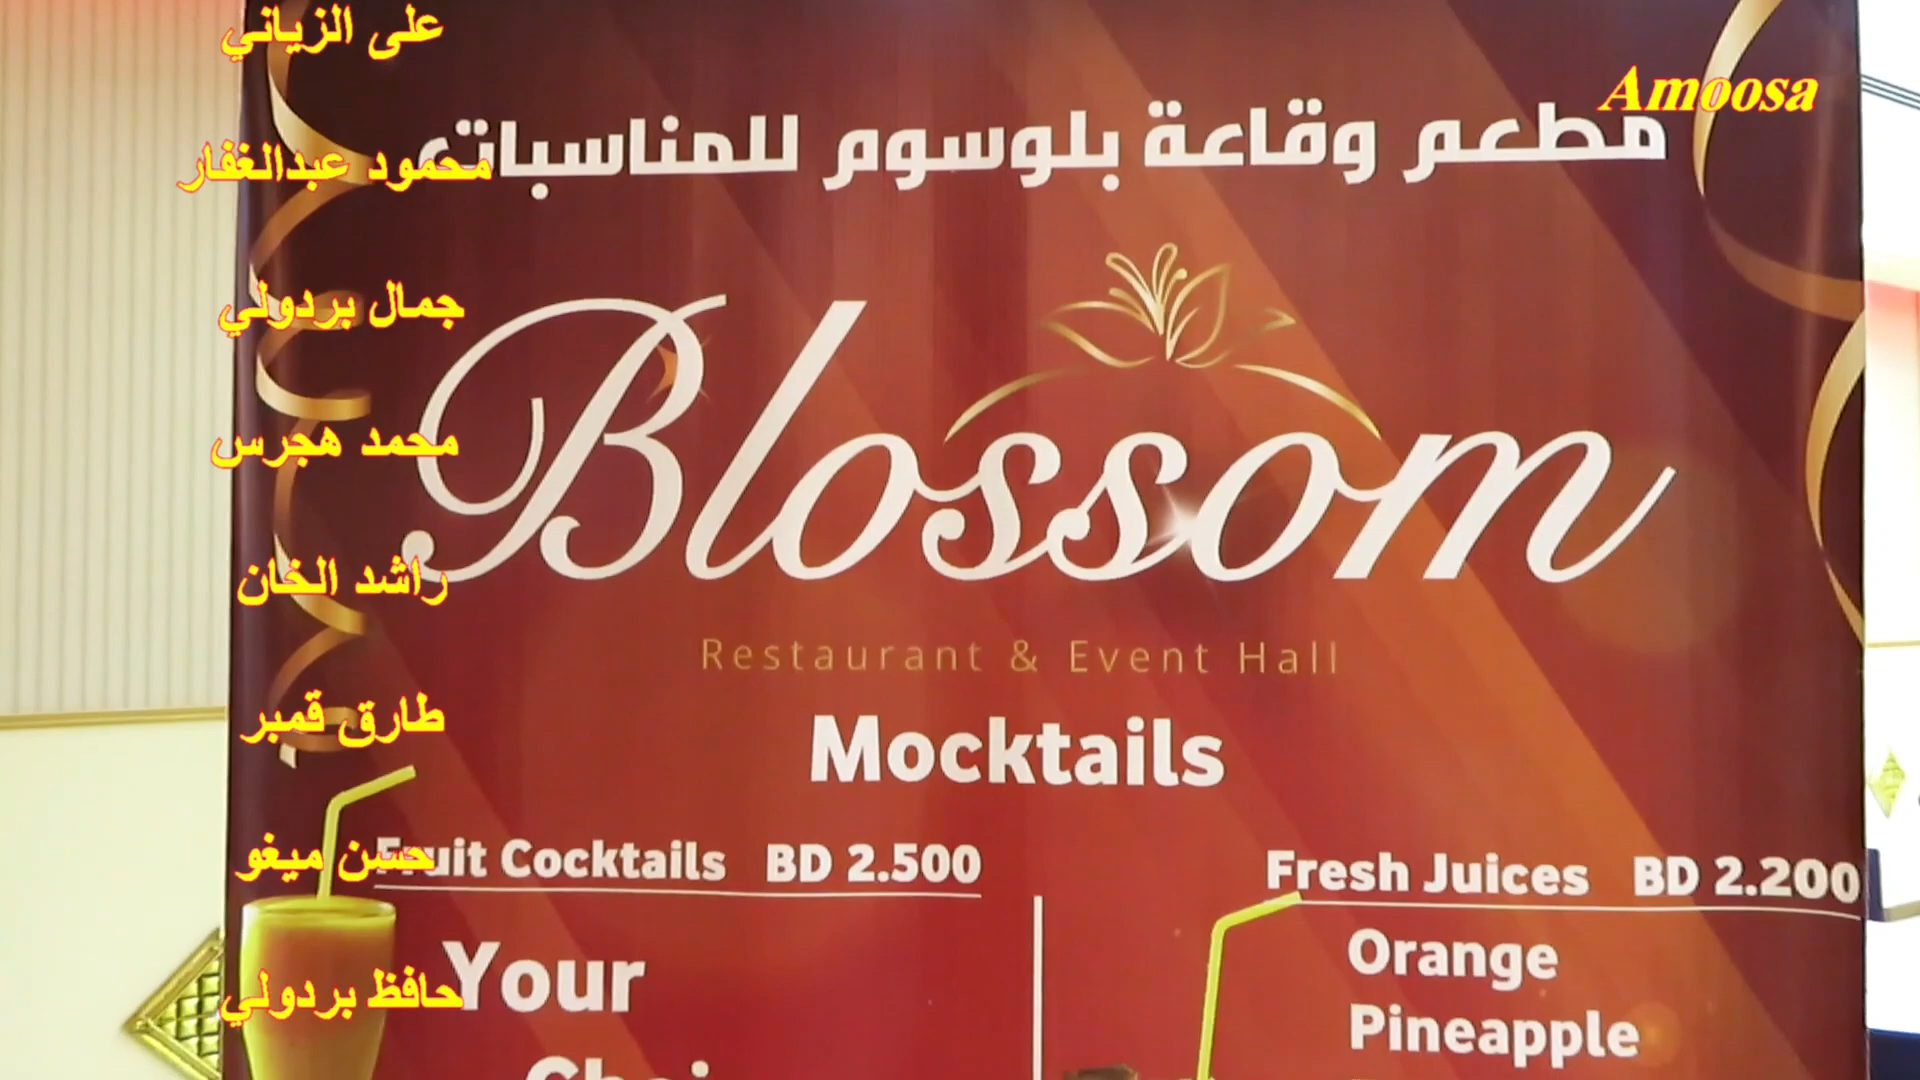 Amoosa
مطعم وقاعة بلوسوم للمناسبات
Blossom
Restaurant & Event Hall
Mocktails
Fruit Cocktails BD 2.500
Your
Fresh Juices BD 2.200
Orange
Pineapple
على الزياني
محمود عبدالغفار
جمال بردولي
محمد هجرس
راشد الخان
طارق قمبر
حسن ميغو
حافظ بردولي